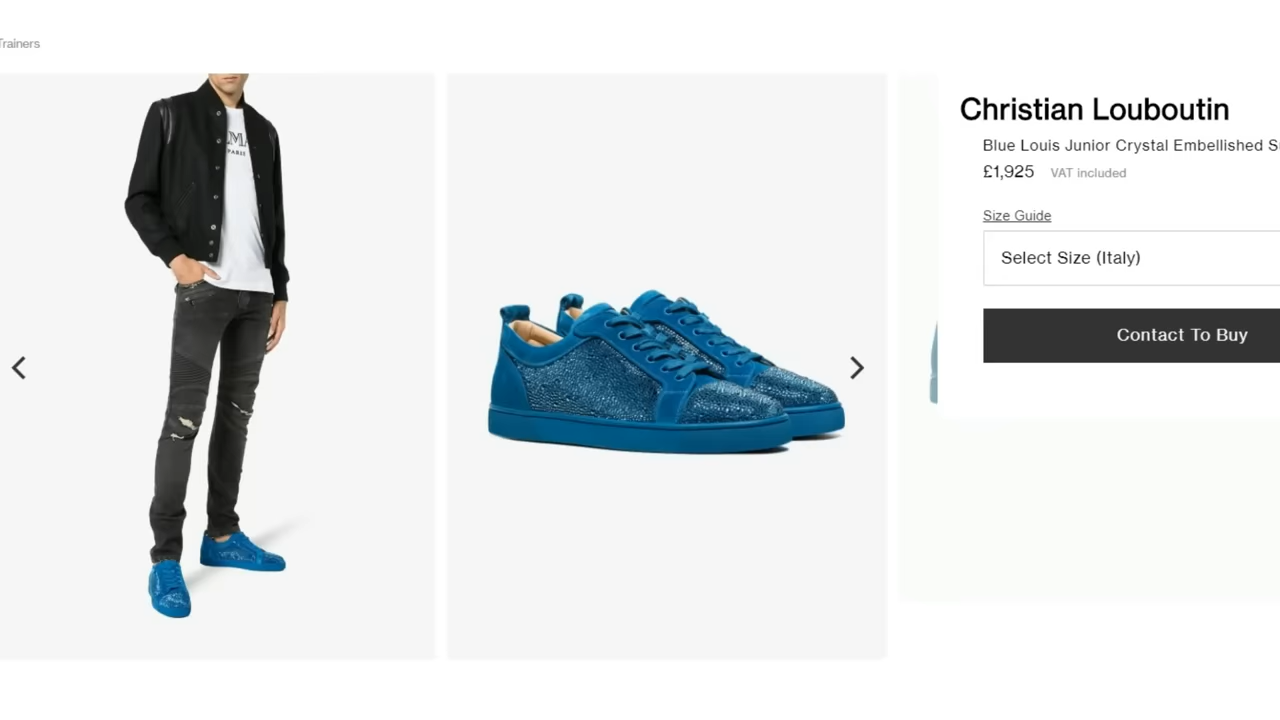 Trainers
PARIS
Christian Louboutin
Blue Louis Junior Crystal Embellished
£1,925 VAT included
Size Guide
Select Size (Italy)
Contact To Buy